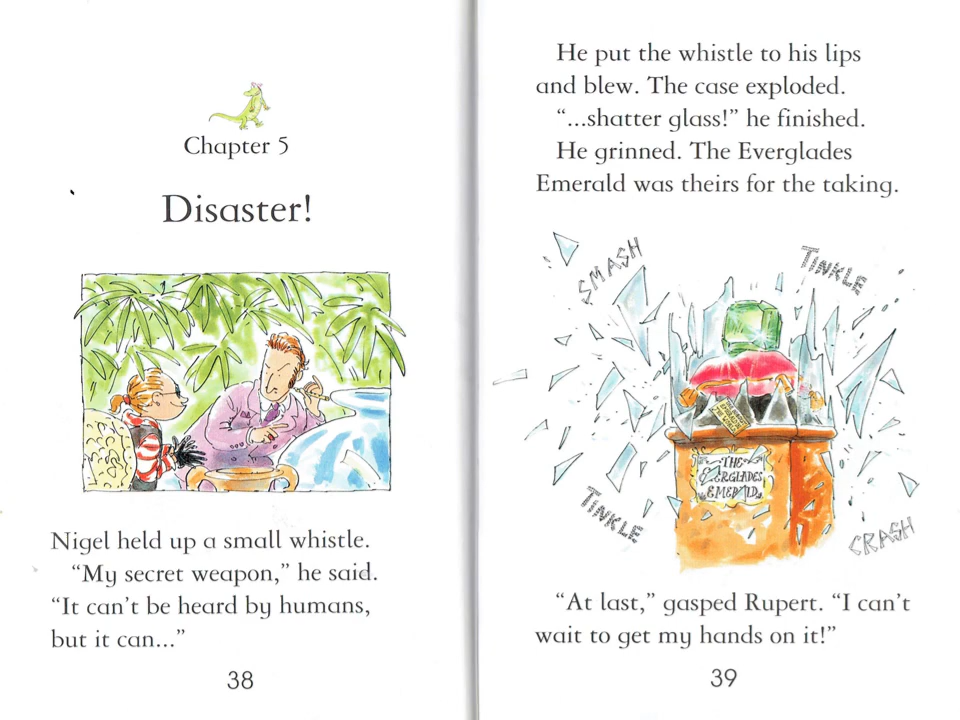 Chapter 5
Disaster!
Nigel held up a small whistle.
“My secret weapon,” he said.
“It can’t be heard by humans,
but it can...”
38
He put the whistle to his lips
and blew. The case exploded.
“...shatter glass!” he finished.
He grinned. The Everglades
Emerald was theirs for the taking.
SMASH
TINKLE
THE
EVERGLADES
EMERALD
TINKLE
CRASH
“At last,” gasped Rupert. “I can’t
wait to get my hands on it!”
39